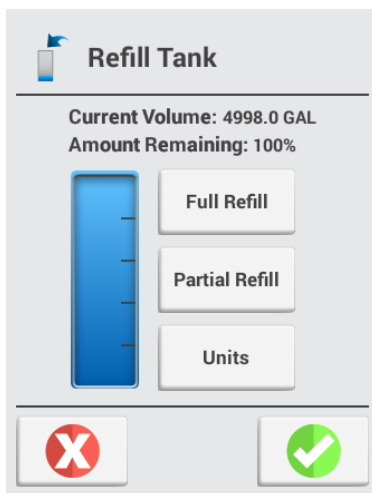 Refill Tank
Current Volume: 4998.0 GAL
Amount Remaining: 100%
Full Refill
Partial Refill
Units